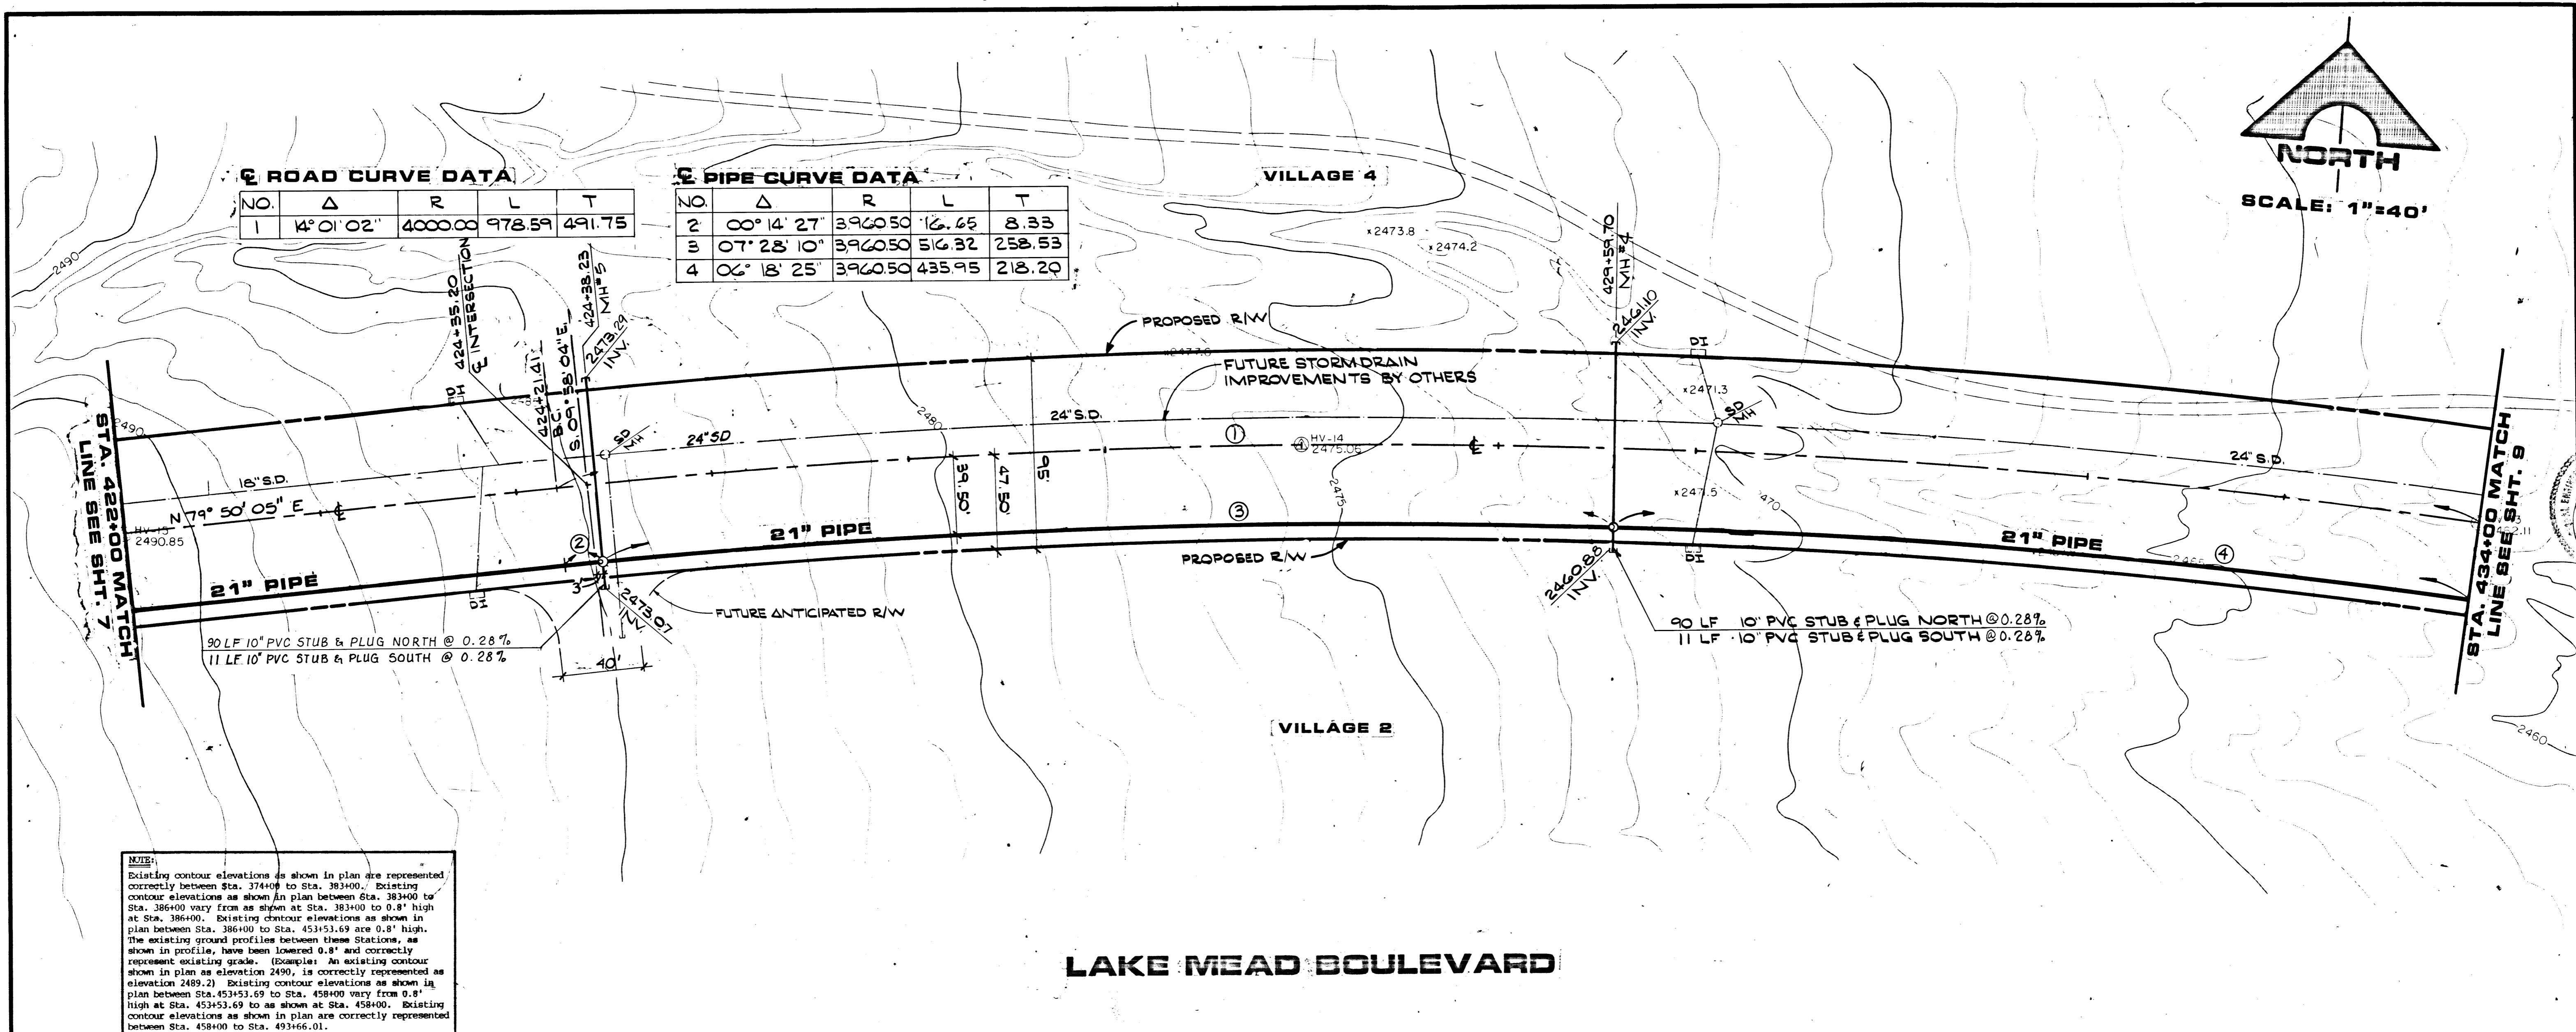 NORTH
SCALE: 1"=40'
℄ ROAD CURVE DATA
NO. Δ R L T
1 14° 01' 02" 4000.00 978.59 491.75
℄ PIPE CURVE DATA
NO. Δ R L T
2 00° 14' 27" 3960.50 16.65 8.33
3 07° 28' 10" 3,960.50 516.32 258.53
4 06° 18' 25" 3960.50 435.95 218.20
VILLAGE 4
x2473.8
x2474.2
2490
424+35.20
℄ INTERSECTION
424+38.23
MH#5
2473.29
INV.
424+21.41
B.C.
S. 09° 58' 04" E.
429+59.70
MH#4
2461.10
INV.
PROPOSED R/W
FUTURE STORM DRAIN
IMPROVEMENTS BY OTHERS
DI
DI
x2471.3
SD
MH
SD
MH
STA. 422+00 MATCH
LINE SEE SHT. 7
2490
18" S.D.
24" SD
24" S.D.
24" S.D.
2480
1
HV-14
2475.06
℄
N 79° 50' 05" E
℄
HV-15
2490.85
39.50'
47.50'
95'
2475
x2471.5
2470
STA. 434+00 MATCH
LINE SEE SHT. 9
21" PIPE
21" PIPE
21" PIPE
2
3
3
4
PROPOSED R/W
DI
DI
2473.07
INV.
FUTURE ANTICIPATED R/W
2460.88
INV.
90 LF 10" PVC STUB & PLUG NORTH @ 0.28%
11 LF 10" PVC STUB & PLUG SOUTH @ 0.28%
40'
90 LF 10" PVC STUB & PLUG NORTH @ 0.28%
11 LF 10" PVC STUB & PLUG SOUTH @ 0.28%
2460
VILLAGE 2
LAKE MEAD BOULEVARD
NOTE:
Existing contour elevations as shown in plan are represented
correctly between Sta. 374+00 to Sta. 383+00. Existing
contour elevations as shown in plan between Sta. 383+00 to
Sta. 386+00 vary from as shown at Sta. 383+00 to 0.8' high
at Sta. 386+00. Existing contour elevations as shown in
plan between Sta. 386+00 to Sta. 453+53.69 are 0.8' high.
The existing ground profiles between these Stations, as
shown in profile, have been lowered 0.8' and correctly
represent existing grade. (Example: An existing contour
shown in plan as elevation 2490, is correctly represented as
elevation 2489.2) Existing contour elevations as shown in
plan between Sta.453+53.69 to Sta. 458+00 vary from 0.8'
high at Sta. 453+53.69 to as shown at Sta. 458+00. Existing
contour elevations as shown in plan are correctly represented
between Sta. 458+00 to Sta. 493+66.01.